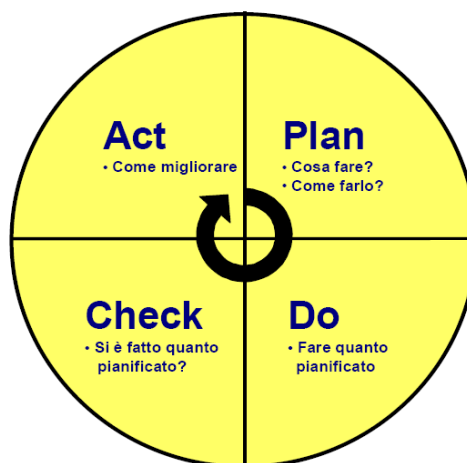 Act
• Come migliorare
Plan
• Cosa fare?
• Come farlo?
Check
• Si è fatto quanto
pianificato?
Do
• Fare quanto
pianificato